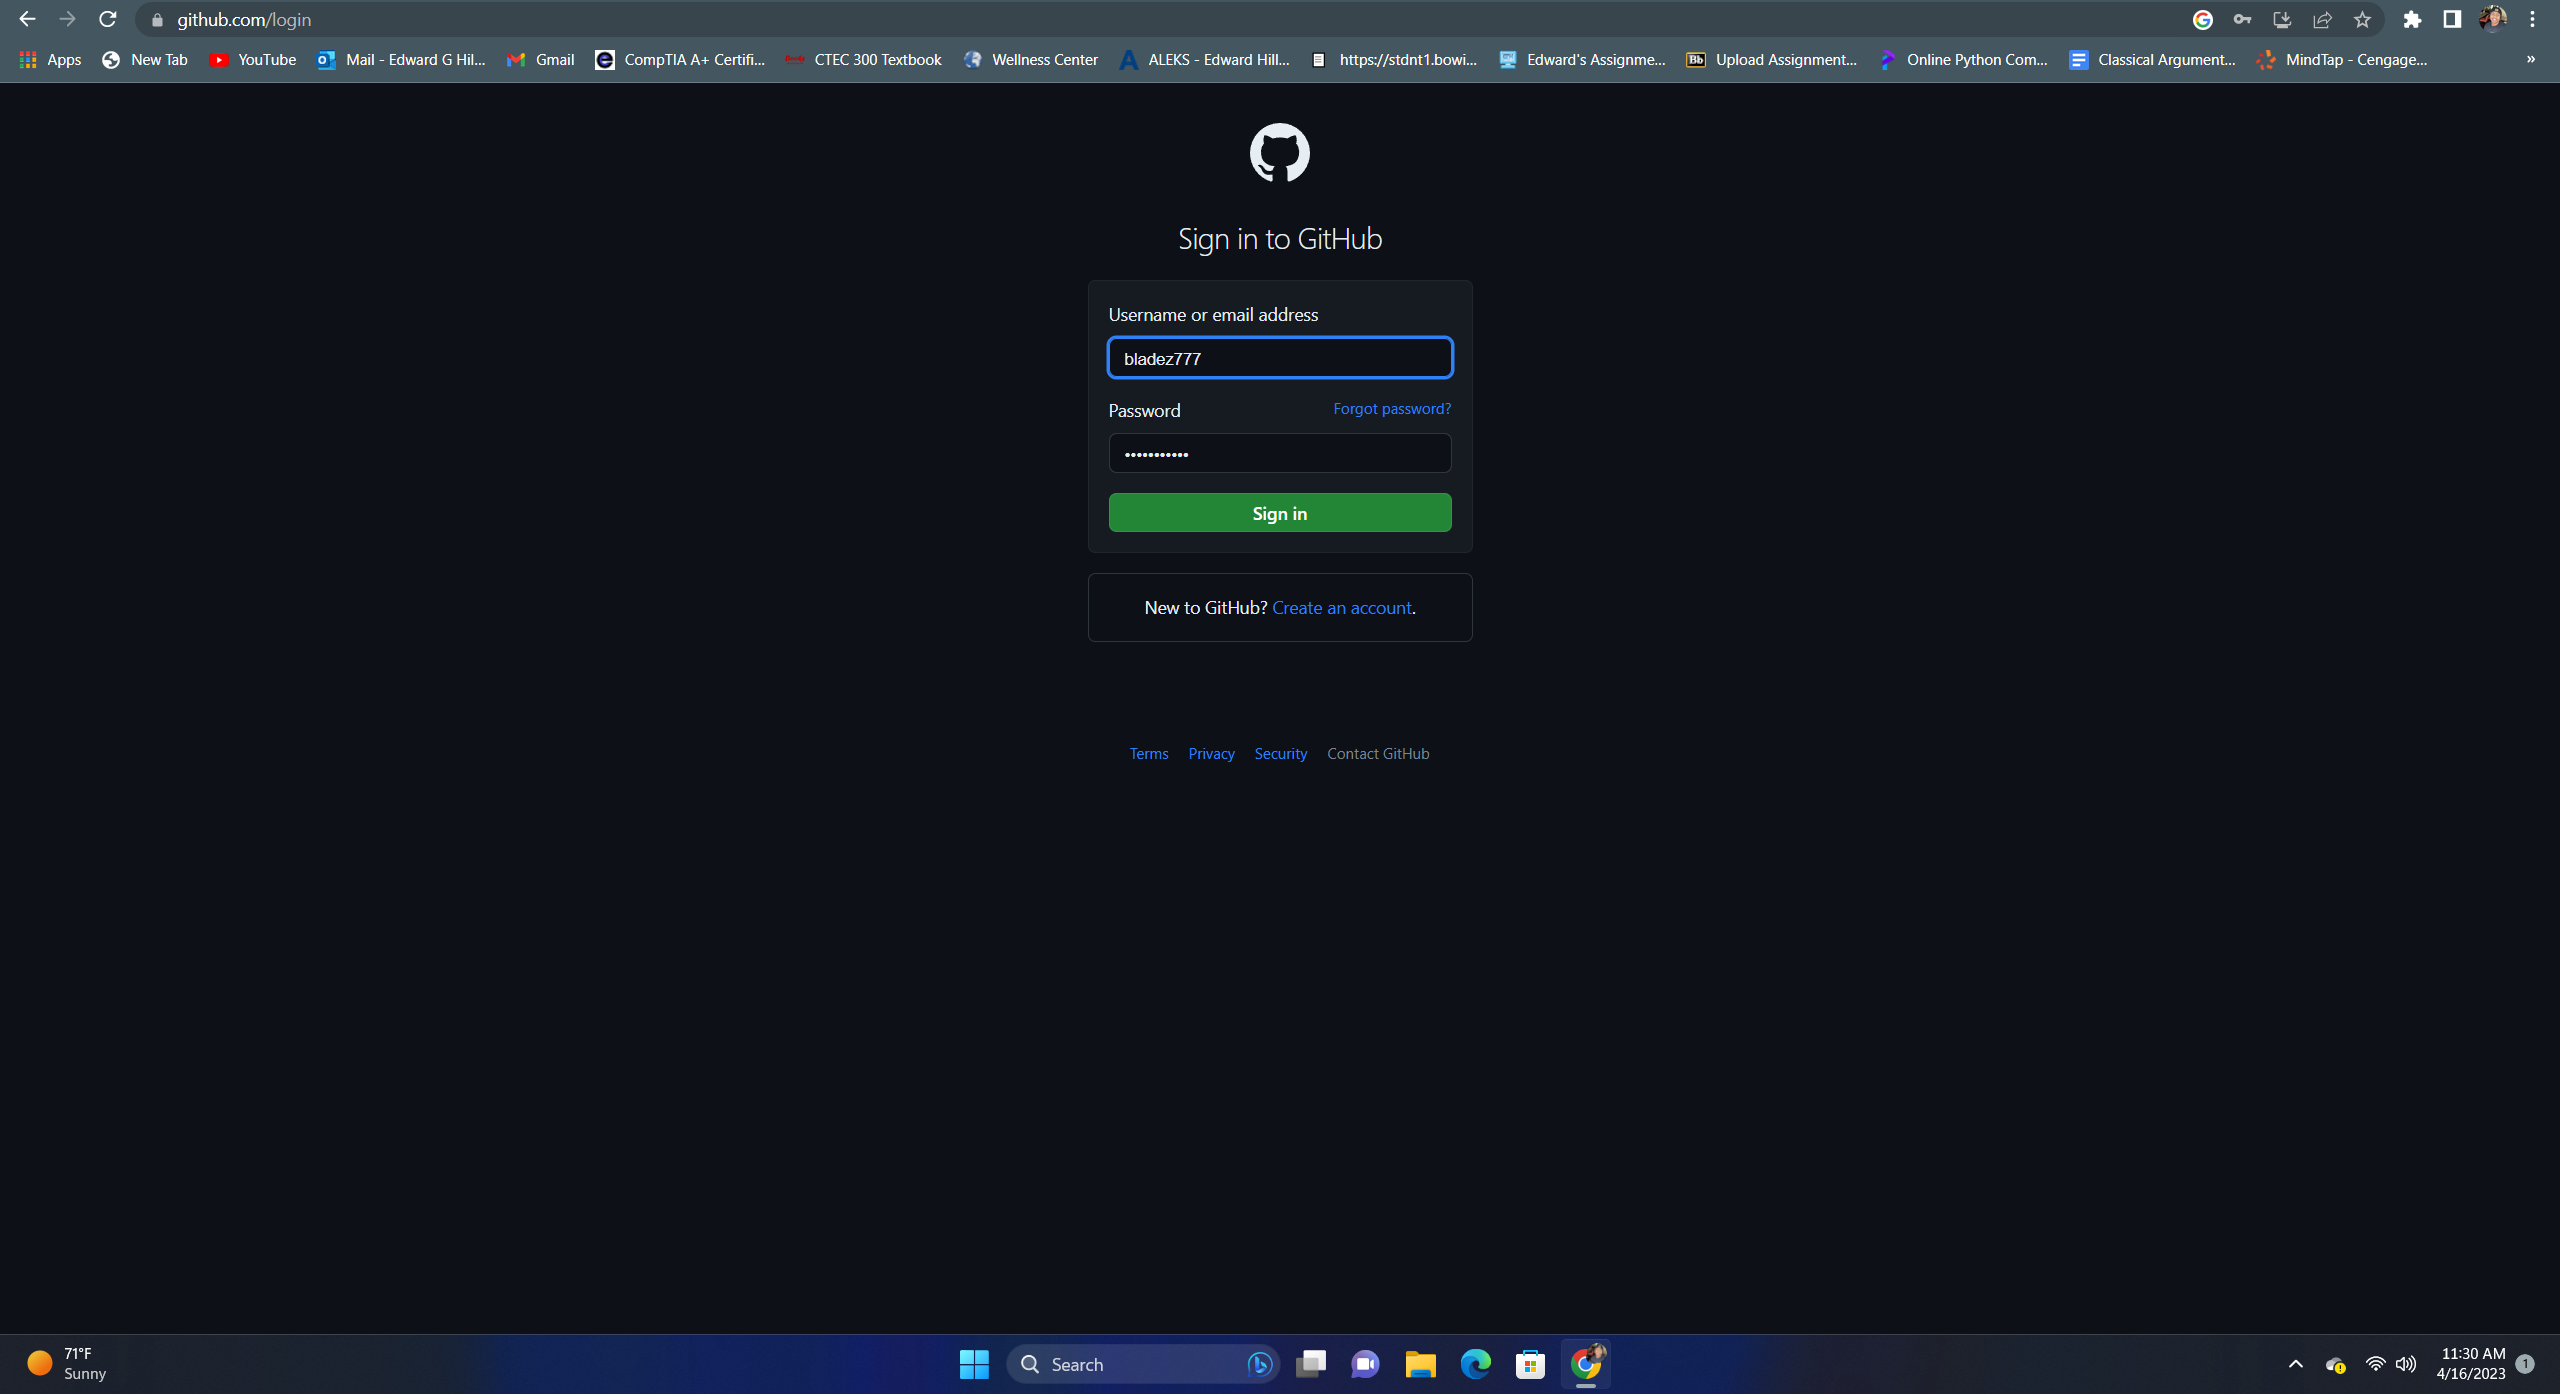 github.com/login
Apps New Tab YouTube Mail - Edward G Hil... Gmail CompTIA A+ Certifi... CTEC 300 Textbook Wellness Center ALEKS - Edward Hill... https://stdnt1.bowi... Edward's Assignme... Bb Upload Assignment... Online Python Com... Classical Argument... MindTap - Cengage... »
Sign in to GitHub
Username or email address
bladez777
Password Forgot password?
•••••••••••
Sign in
New to GitHub? Create an account.
Terms Privacy Security Contact GitHub
71°F
Sunny
Search
11:30 AM
4/16/2023
1